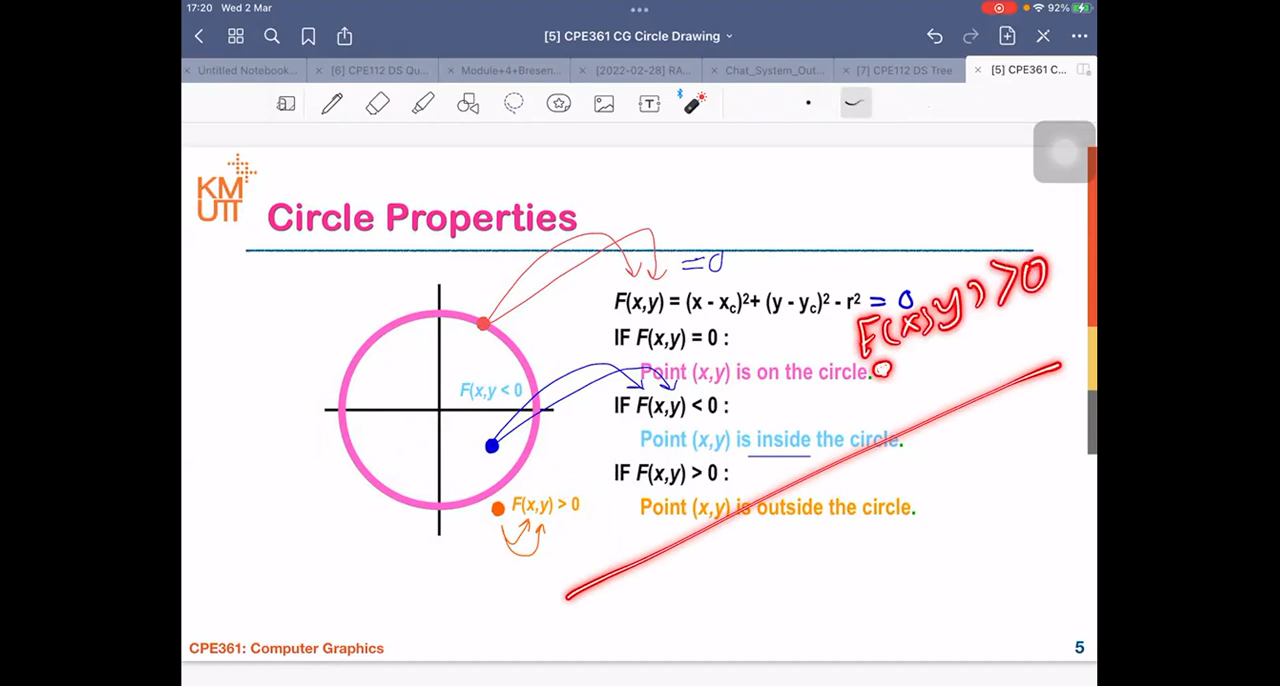 17:20 Wed 2 Mar
92%
[5] CPE361 CG Circle Drawing
Untitled Notebook...
[6] CPE112 DS Qu...
Module+4+Bresen...
[2022-02-28] RA...
Chat_System_Out...
[7] CPE112 DS Tree
[5] CPE361 C...
KM
UTT
Circle Properties
=0
F(x,y) = (x - xc)²+ (y - yc)² - r² = 0
F(x,y) >0
IF F(x,y) = 0 :
Point (x,y) is on the circle.
F(x,y < 0
IF F(x,y) < 0 :
Point (x,y) is inside the circle.
IF F(x,y) > 0 :
F(x,y) > 0
Point (x,y) is outside the circle.
CPE361: Computer Graphics
5